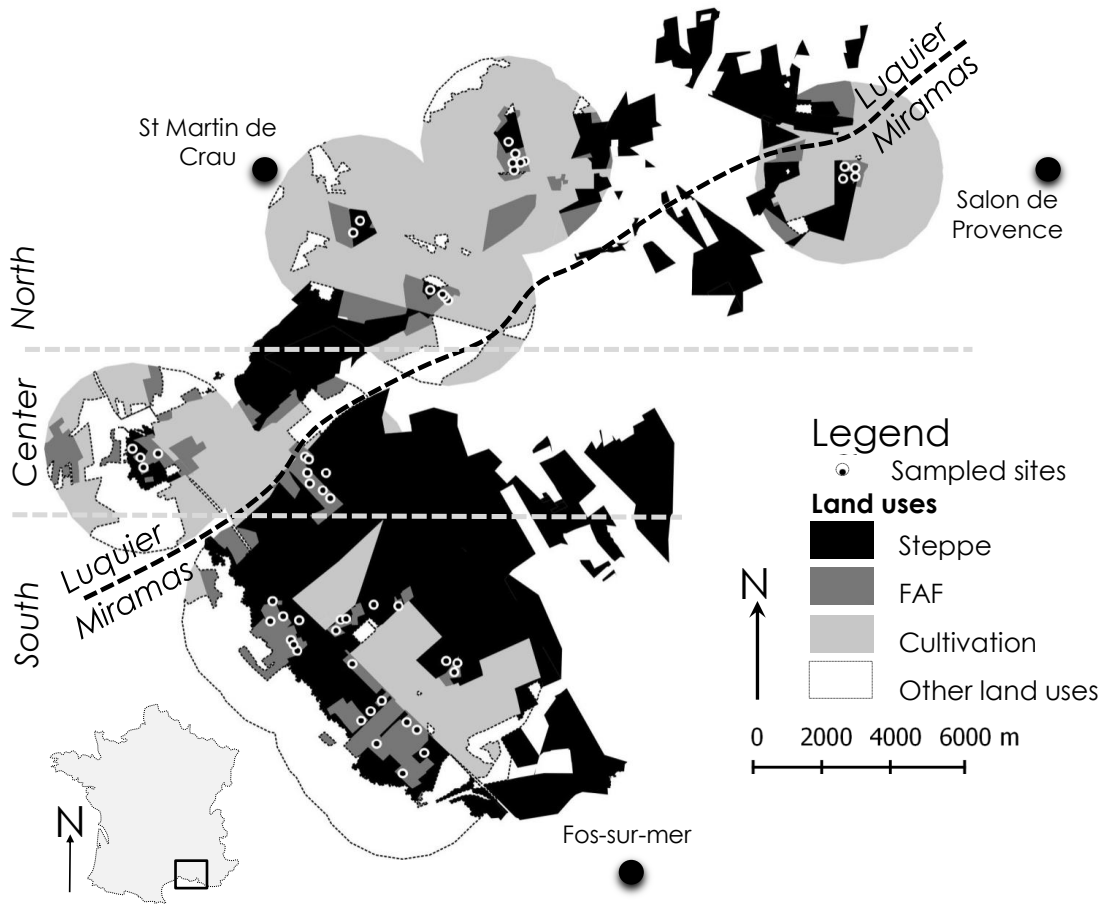 Luquier
Miramas
St Martin de
Crau
Salon de
Provence
North
Center
South
Luquier
Miramas
Legend
Sampled sites
Land uses
Steppe
FAF
Cultivation
Other land uses
N
0 2000 4000 6000 m
N
Fos-sur-mer